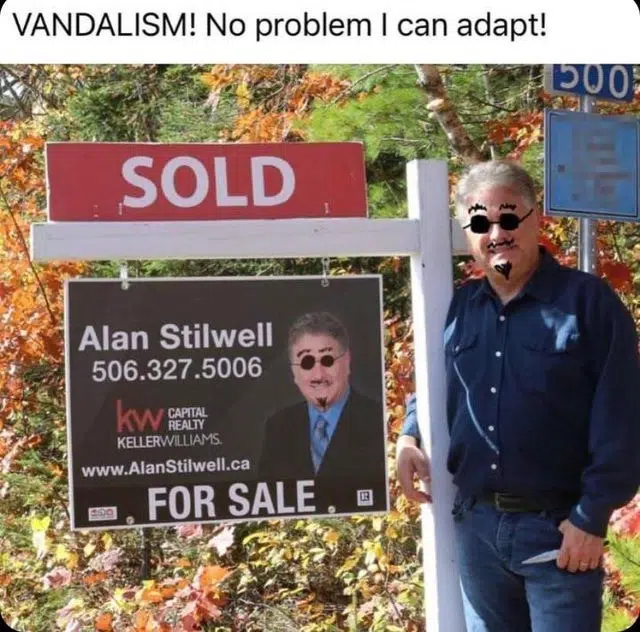 VANDALISM! No problem I can adapt!
500
SOLD
Alan Stilwell
506.327.5006
kw CAPITAL
REALTY
KELLERWILLIAMS.
www.AlanStilwell.ca
FOR SALE